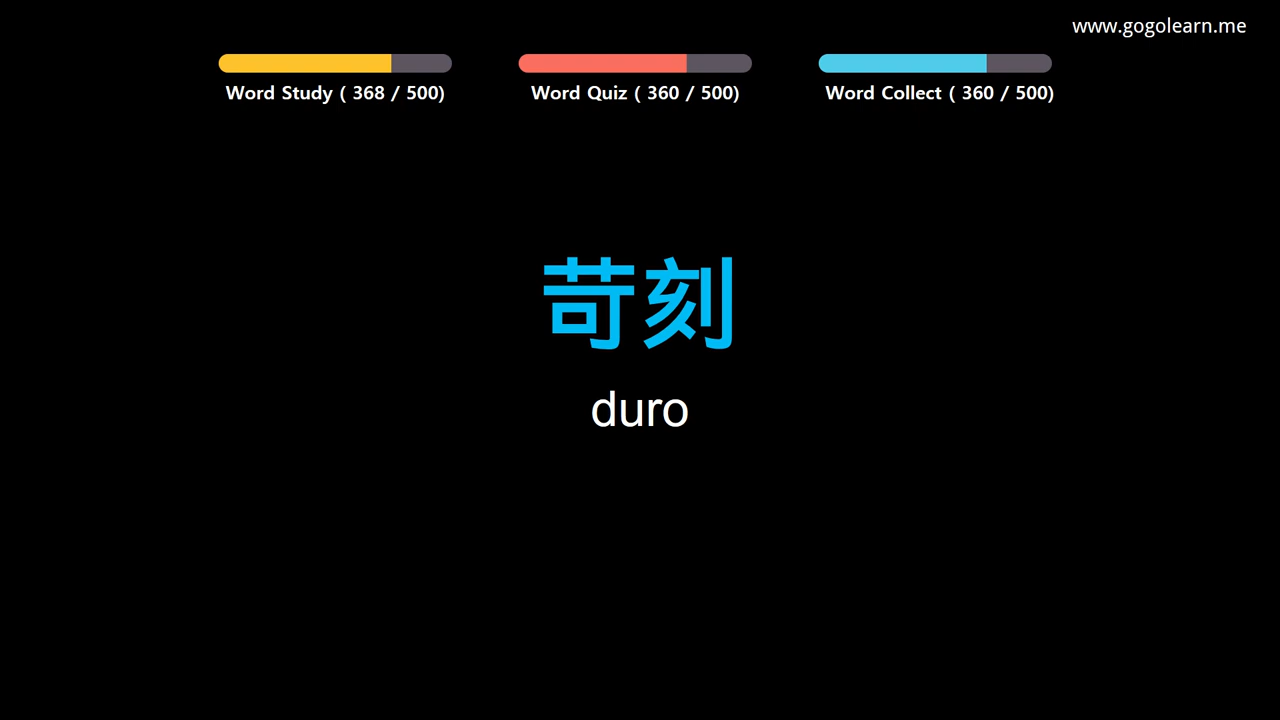 www.gogolearn.me
Word Study ( 368 / 500)
Word Quiz ( 360 / 500)
Word Collect ( 360 / 500)
苛刻
duro